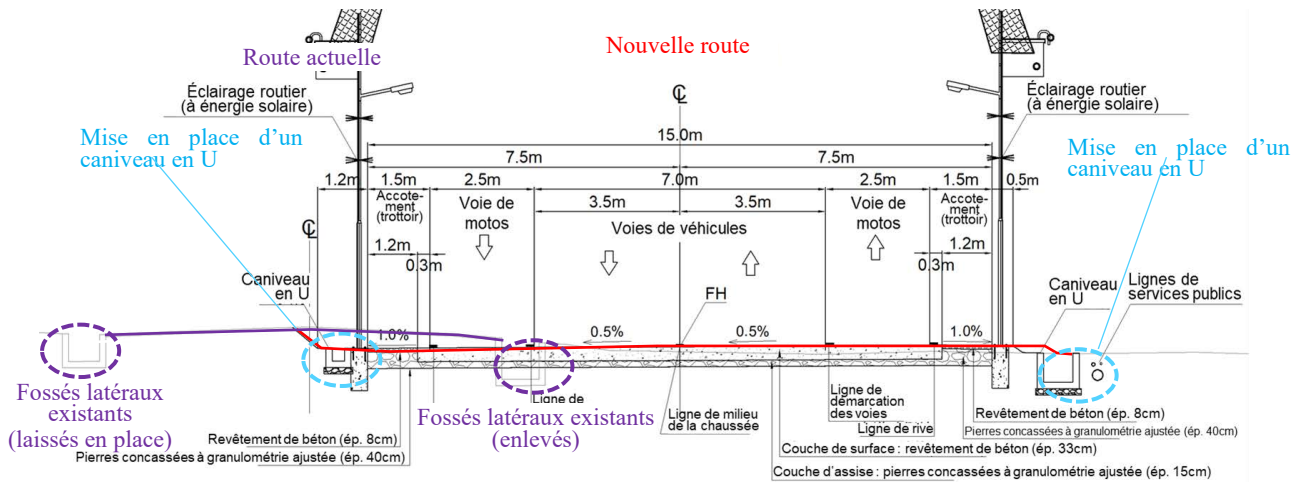 Route actuelle
Nouvelle route
Éclairage routier
(à énergie solaire)
Éclairage routier
(à énergie solaire)
Mise en place d'un
caniveau en U
Mise en place d'un
caniveau en U
℄
15.0m
7.5m
7.5m
1.2m
1.5m
2.5m
7.0m
2.5m
1.5m
0.5m
Accote-
ment
(trottoir)
Voie de
motos
3.5m
3.5m
Voie de
motos
Accote-
ment
(trottoir)
℄
Voies de véhicules
1.2m
0.3m
1.2m
0.3m
Caniveau
en U
FH
Caniveau
en U
Lignes de
services publics
1.0%
0.5%
0.5%
1.0%
Fossés latéraux
existants
(laissés en place)
Ligne de
Fossés latéraux existants
(enlevés)
Ligne de milieu
de la chaussée
Ligne de
démarcation
des voies
Ligne de rive
Revêtement de béton (ép. 8cm)
Pierres concassées à granulométrie ajustée (ép. 40cm)
Revêtement de béton (ép. 8cm)
Pierres concassées à granulométrie ajustée (ép. 40cm)
Couche de surface : revêtement de béton (ép. 33cm)
Couche d'assise : pierres concassées à granulométrie ajustée (ép. 15cm)